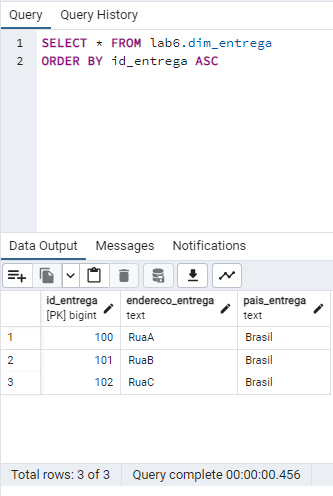 Query Query History
1 SELECT * FROM lab6.dim_entrega
2 ORDER BY id_entrega ASC
Data Output Messages Notifications
id_entrega endereco_entrega pais_entrega
[PK] bigint text text
1 100 RuaA Brasil
2 101 RuaB Brasil
3 102 RuaC Brasil
Total rows: 3 of 3 Query complete 00:00:00.456